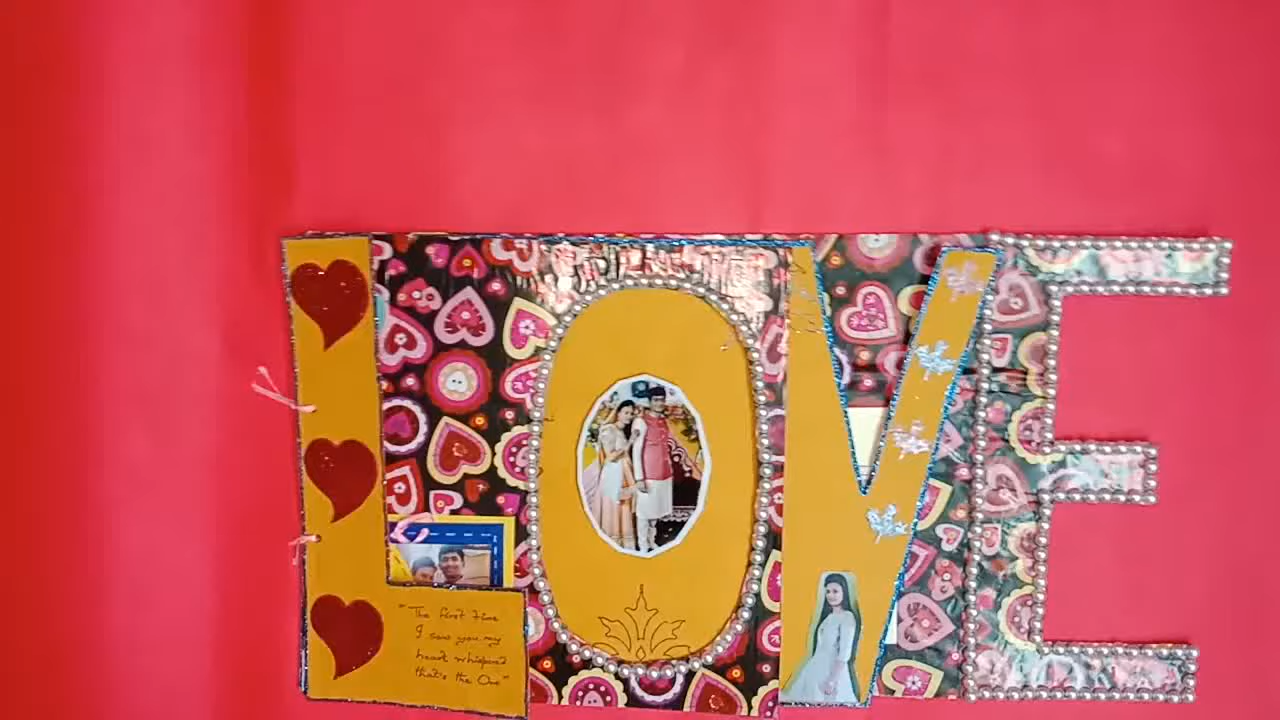 LOVE
"The first time
I saw you my
heart whispered
that's the One"